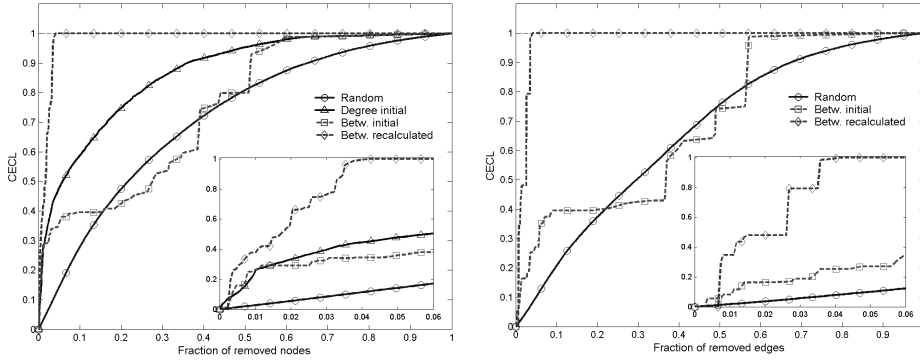 1
0.9
0.8
0.7
0.6
0.5
0.4
0.3
0.2
0.1
0
CECL
0 0.1 0.2 0.3 0.4 0.5 0.6 0.7 0.8 0.9 1
Fraction of removed nodes
Random
Degree initial
Betw. initial
Betw. recalculated
1
0.8
0.6
0.4
0.2
0
0 0.01 0.02 0.03 0.04 0.05 0.06
1
0.9
0.8
0.7
0.6
0.5
0.4
0.3
0.2
0.1
0
CECL
0 0.1 0.2 0.3 0.4 0.5 0.6 0.7 0.8 0.9
Fraction of removed edges
Random
Betw. initial
Betw. recalculated
1
0.8
0.6
0.4
0.2
0
0 0.01 0.02 0.03 0.04 0.05 0.06